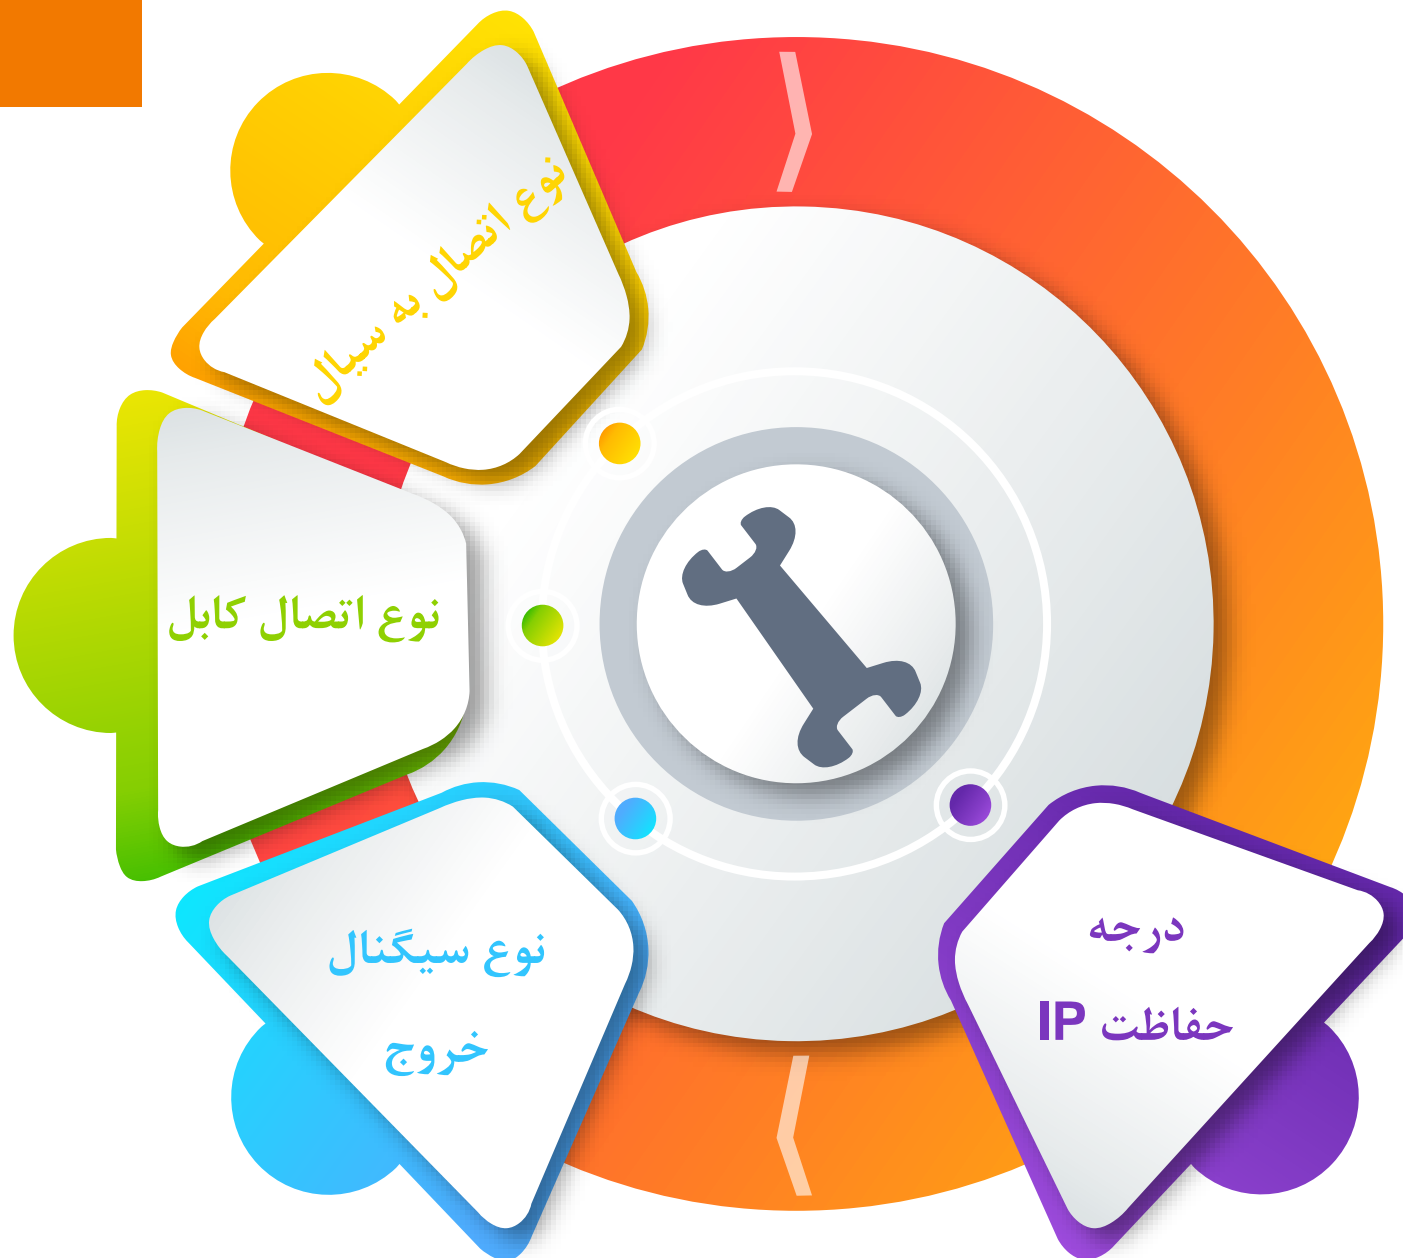 نوع اتصال به سیال
نوع اتصال کابل
نوع سیگنال
خروج
درجه
حفاظت IP